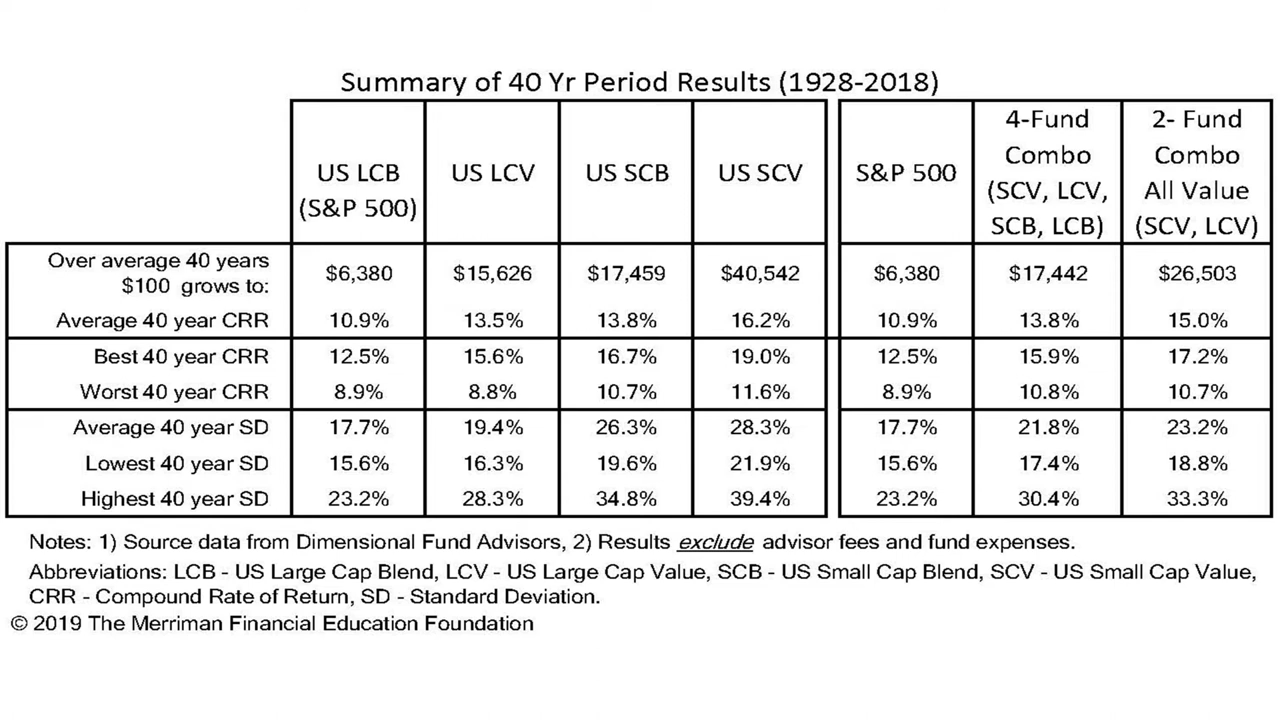 Summary of 40 Yr Period Results (1928-2018)
US LCB (S&P 500) US LCV US SCB US SCV S&P 500 4-Fund Combo (SCV, LCV, SCB, LCB) 2- Fund Combo All Value (SCV, LCV)
Over average 40 years $100 grows to: $6,380 $15,626 $17,459 $40,542 $6,380 $17,442 $26,503
Average 40 year CRR 10.9% 13.5% 13.8% 16.2% 10.9% 13.8% 15.0%
Best 40 year CRR 12.5% 15.6% 16.7% 19.0% 12.5% 15.9% 17.2%
Worst 40 year CRR 8.9% 8.8% 10.7% 11.6% 8.9% 10.8% 10.7%
Average 40 year SD 17.7% 19.4% 26.3% 28.3% 17.7% 21.8% 23.2%
Lowest 40 year SD 15.6% 16.3% 19.6% 21.9% 15.6% 17.4% 18.8%
Highest 40 year SD 23.2% 28.3% 34.8% 39.4% 23.2% 30.4% 33.3%
Notes: 1) Source data from Dimensional Fund Advisors, 2) Results exclude advisor fees and fund expenses.
Abbreviations: LCB - US Large Cap Blend, LCV - US Large Cap Value, SCB - US Small Cap Blend, SCV - US Small Cap Value,
CRR - Compound Rate of Return, SD - Standard Deviation.
© 2019 The Merriman Financial Education Foundation